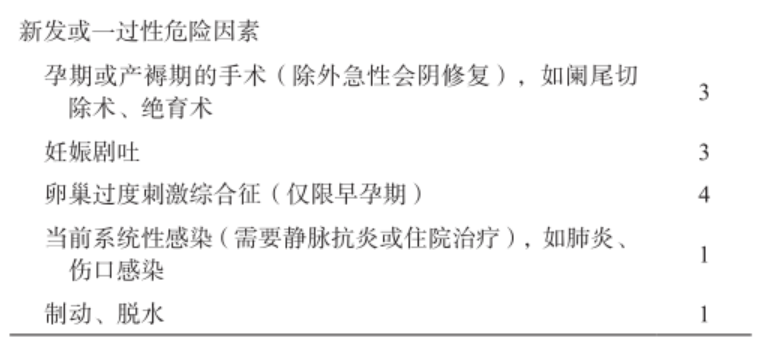 新发或一过性危险因素
孕期或产褥期的手术（除外急性会阴修复），如阑尾切
除术、绝育术
3
妊娠剧吐
3
卵巢过度刺激综合征（仅限早孕期）
4
当前系统性感染（需要静脉抗炎或住院治疗），如肺炎、
伤口感染
1
制动、脱水
1